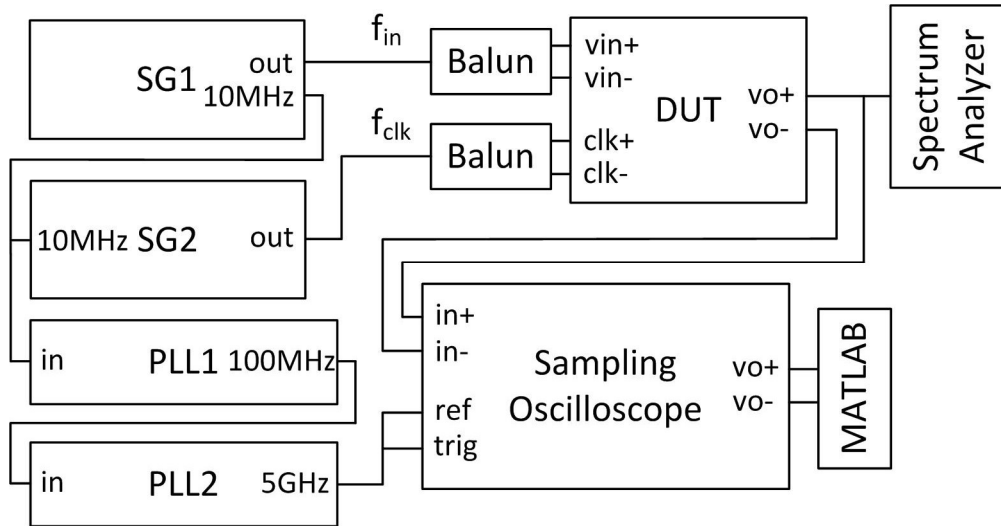 SG1
out
10MHz
f_in
Balun
vin+
vin-
DUT
vo+
vo-
Spectrum
Analyzer
f_clk
Balun
clk+
clk-
10MHz
SG2
out
in
PLL1
100MHz
in
PLL2
5GHz
in+
in-
ref
trig
Sampling
Oscilloscope
vo+
vo-
MATLAB